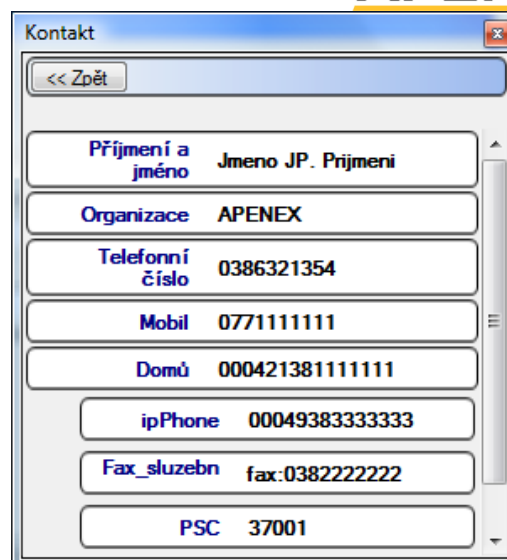 Kontakt
<< Zpět
Příjmení a
jméno
Jmeno JP. Prijmeni
Organizace APENEX
Telefonní
číslo
0386321354
Mobil 0771111111
Domů 000421381111111
ipPhone 00049383333333
Fax_sluzebn fax:0382222222
PSC 37001